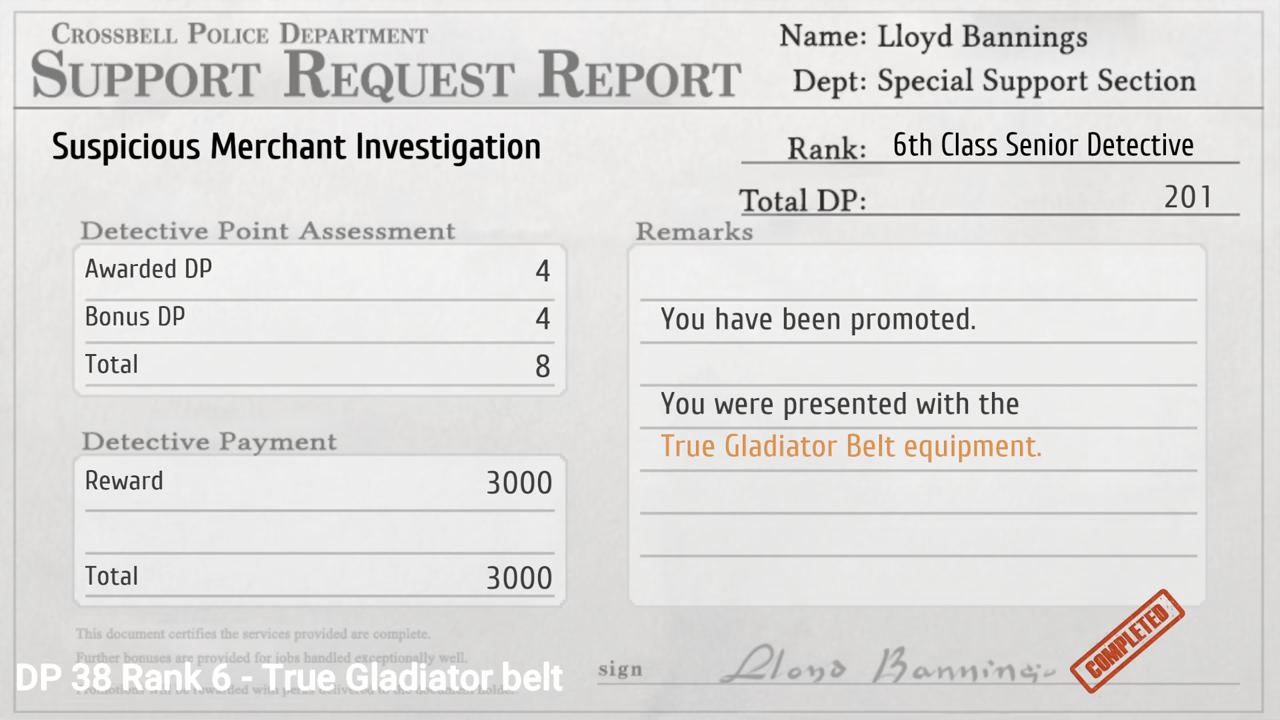 CROSSBELL POLICE DEPARTMENT
SUPPORT REQUEST REPORT
Name: Lloyd Bannings
Dept: Special Support Section
Suspicious Merchant Investigation
Rank: 6th Class Senior Detective
Total DP: 201
Detective Point Assessment
Awarded DP 4
Bonus DP 4
Total 8
Detective Payment
Reward 3000
Total 3000
Remarks
You have been promoted.
You were presented with the
True Gladiator Belt equipment.
This document certifies the services provided are complete.
Further bonuses are provided for jobs handled exceptionally well.
DP 38 Rank 6 - True Gladiator belt
sign Lloyd Bannings
COMPLETED